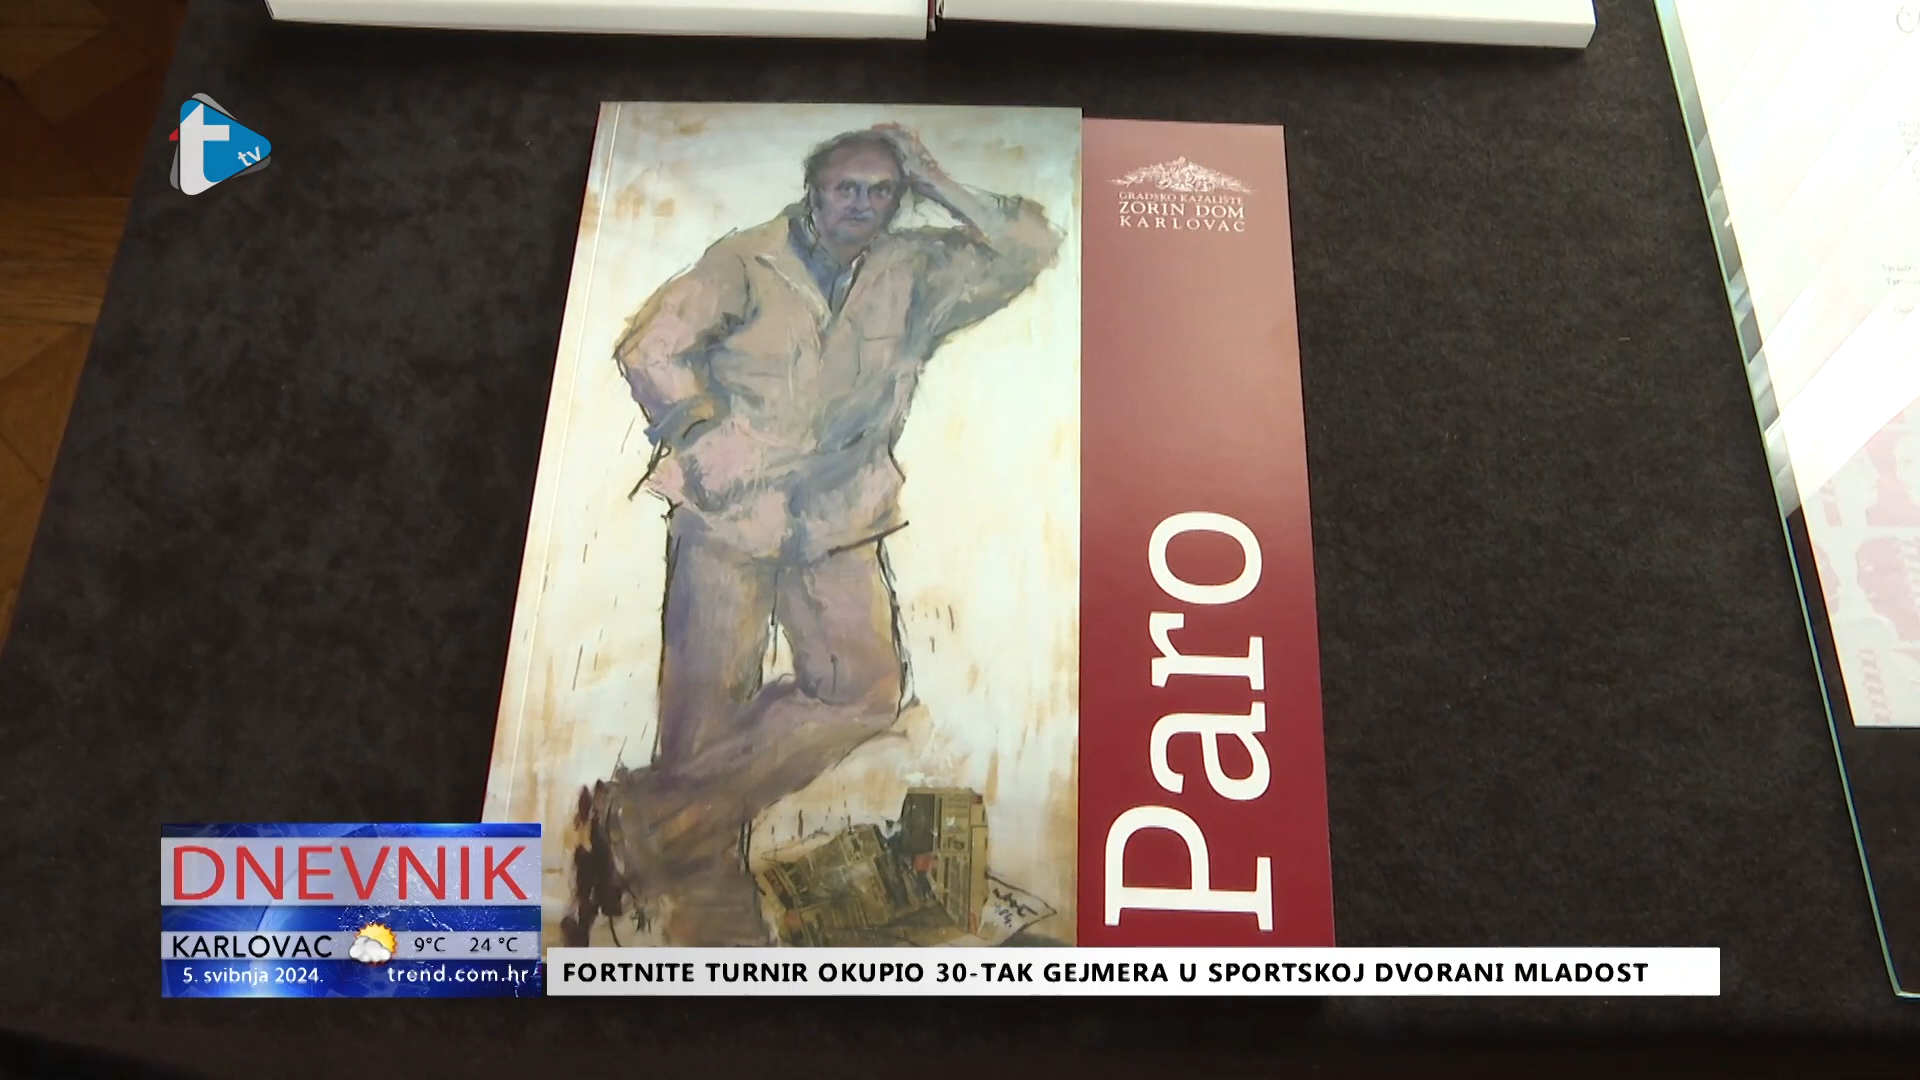 t
tv
GRADSKO KAZALIŠTE
ZORIN DOM
KARLOVAC
Paro
DNEVNIK
KARLOVAC 9°C 24°C
5. svibnja 2024. trend.com.hr
FORTNITE TURNIR OKUPIO 30-TAK GEJMERA U SPORTSKOJ DVORANI MLADOST